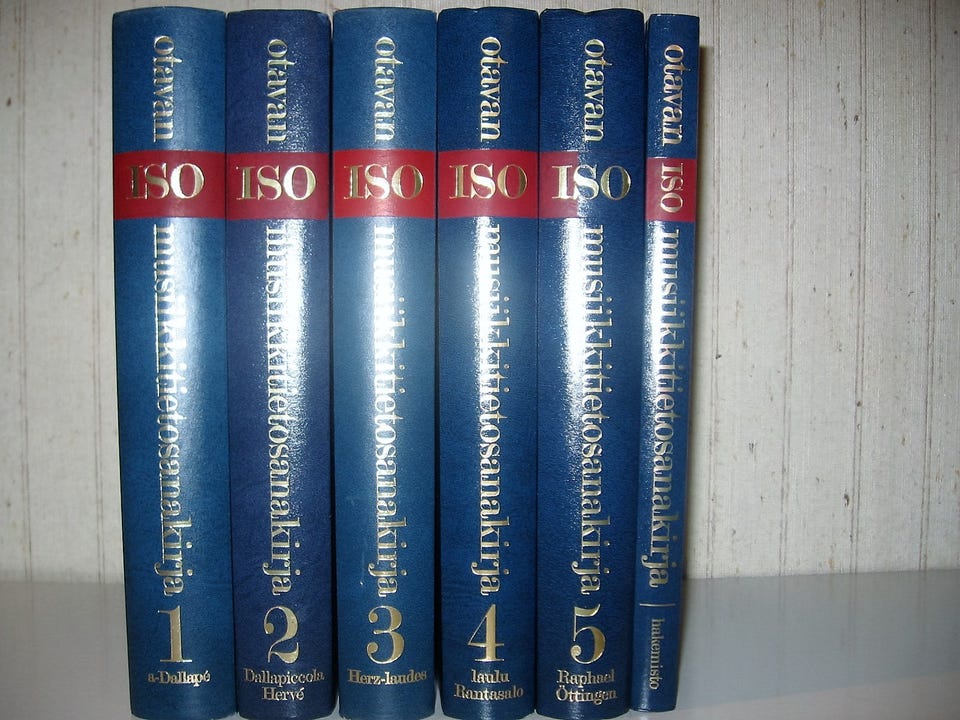 otavan
ISO
musiikkitietosanakirja
1
a-Dallapé
otavan
ISO
musiikkitietosanakirja
2
Dallapiccola
Hervé
otavan
ISO
musiikkitietosanakirja
3
Herz-laudes
otavan
ISO
musiikkitietosanakirja
4
laulu
Rantasalo
otavan
ISO
musiikkitietosanakirja
5
Raphael
Öttingen
otavan
ISO
musiikkitietosanakirja
hakemisto